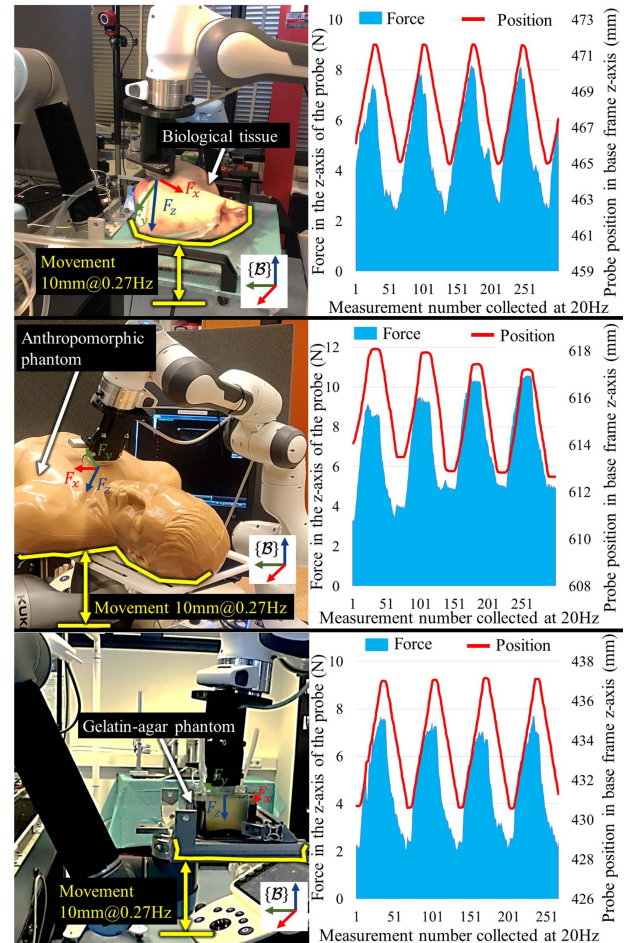 Biological tissue
F_x
F_y
F_z
Movement
10mm@0.27Hz
{B}
Force
Position
Force in the z-axis of the probe (N)
10
8
6
4
2
0
Probe position in base frame z-axis (mm)
473
471
469
467
465
463
461
459
1 51 101 151 201 251
Measurement number collected at 20Hz
Anthropomorphic
phantom
F_y
F_x
F_z
{B}
KUK
Movement 10mm@0.27Hz
Force
Position
Force in the z-axis of the probe (N)
12
10
8
6
4
2
0
Probe position in base frame z-axis (mm)
618
616
614
612
610
608
1 51 101 151 201 251
Measurement number collected at 20Hz
Gelatin-agar phantom
F_y
F_x
F_z
Movement
10mm@0.27Hz
{B}
Force
Position
Force in the z-axis of the probe (N)
10
8
6
4
2
0
Probe position in base frame z-axis (mm)
438
437
434
432
430
428
426
1 51 101 151 201 251
Measurement number collected at 20Hz